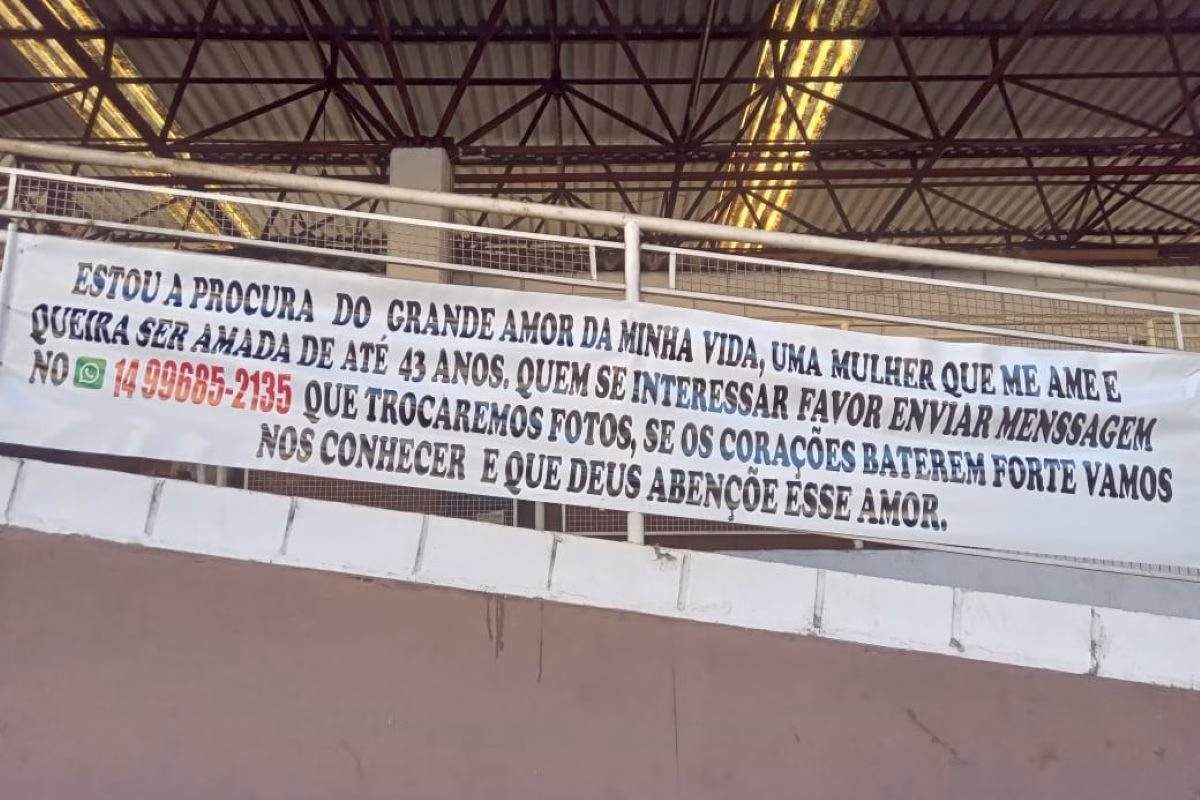 ESTOU A PROCURA DO GRANDE AMOR DA MINHA VIDA, UMA MULHER QUE ME AME E
QUEIRA SER AMADA DE ATÉ 43 ANOS. QUEM SE INTERESSAR FAVOR ENVIAR MENSSAGEM
NO 14 99685-2135 QUE TROCAREMOS FOTOS, SE OS CORAÇÕES BATEREM FORTE VAMOS
NOS CONHECER E QUE DEUS ABENÇÕE ESSE AMOR.